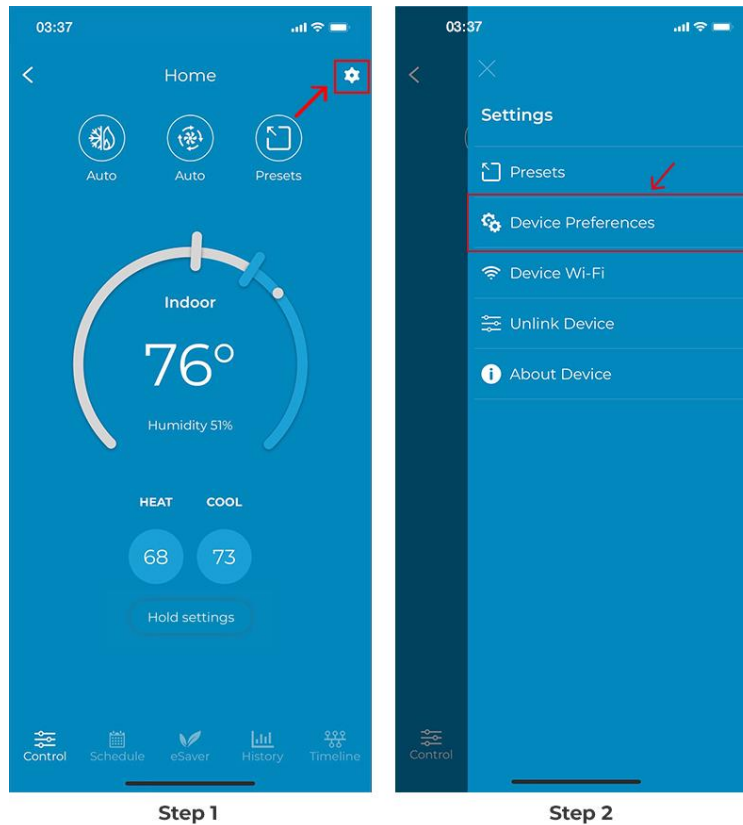 03:37
Home
Auto
Auto
Presets
Indoor
76°
Humidity 51%
HEAT COOL
68 73
Hold settings
Control Schedule eSaver History Timeline
Step 1
03:37
Settings
Presets
Device Preferences
Device Wi-Fi
Unlink Device
About Device
Control
Step 2